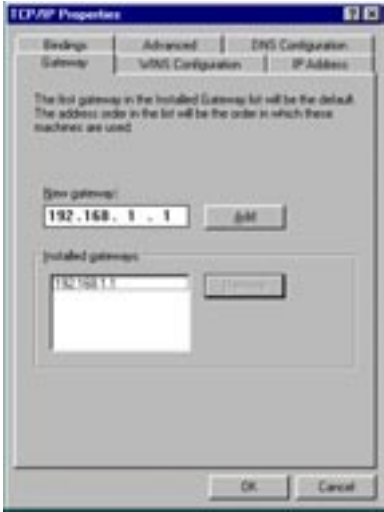 TCP/IP Properties
Bindings Advanced DNS Configuration
Gateway WINS Configuration IP Address
The first gateway in the Installed Gateway list will be the default.
The address order in the list will be the order in which these
machines are used.
New gateway:
192.168. 1 . 1 Add
Installed gateways:
192.168.1.1 Remove
OK Cancel